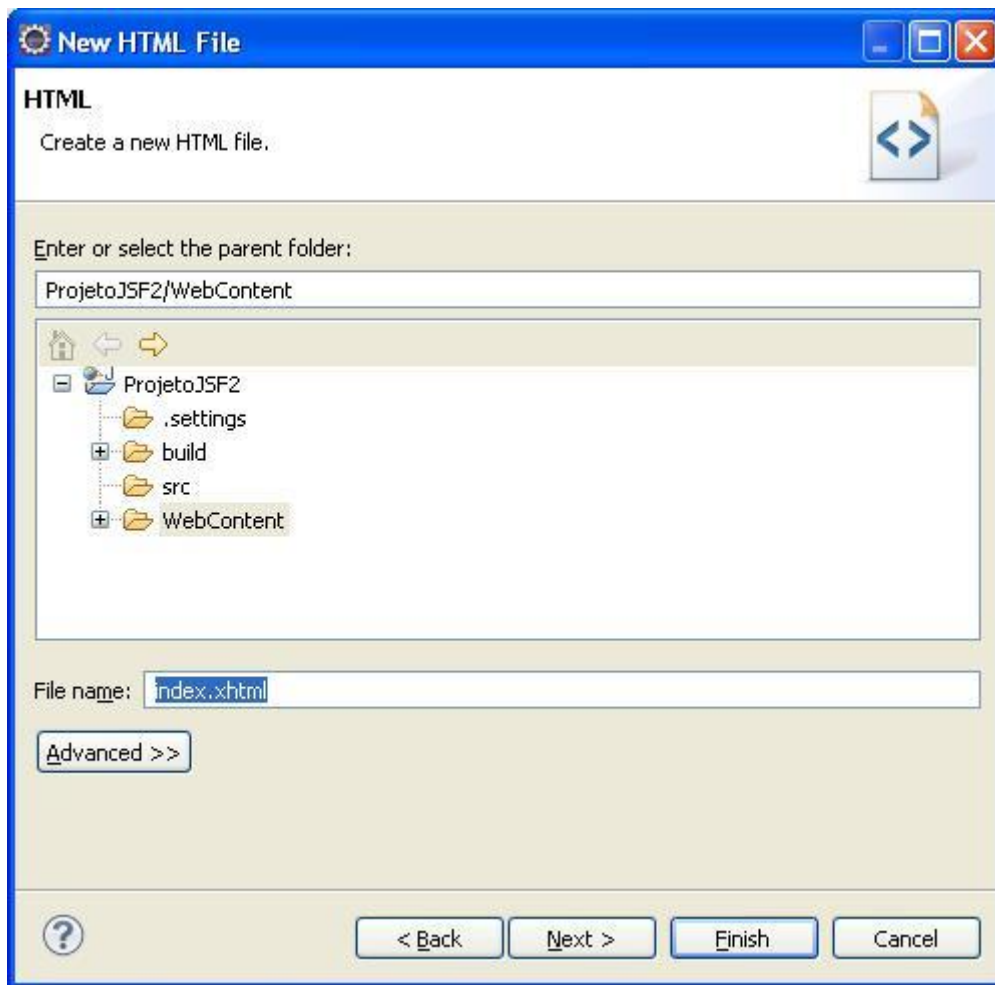 New HTML File
HTML
Create a new HTML file.
Enter or select the parent folder:
ProjetoJSF2/WebContent
ProjetoJSF2
.settings
build
src
WebContent
File name: index.xhtml
Advanced >>
? < Back Next > Finish Cancel